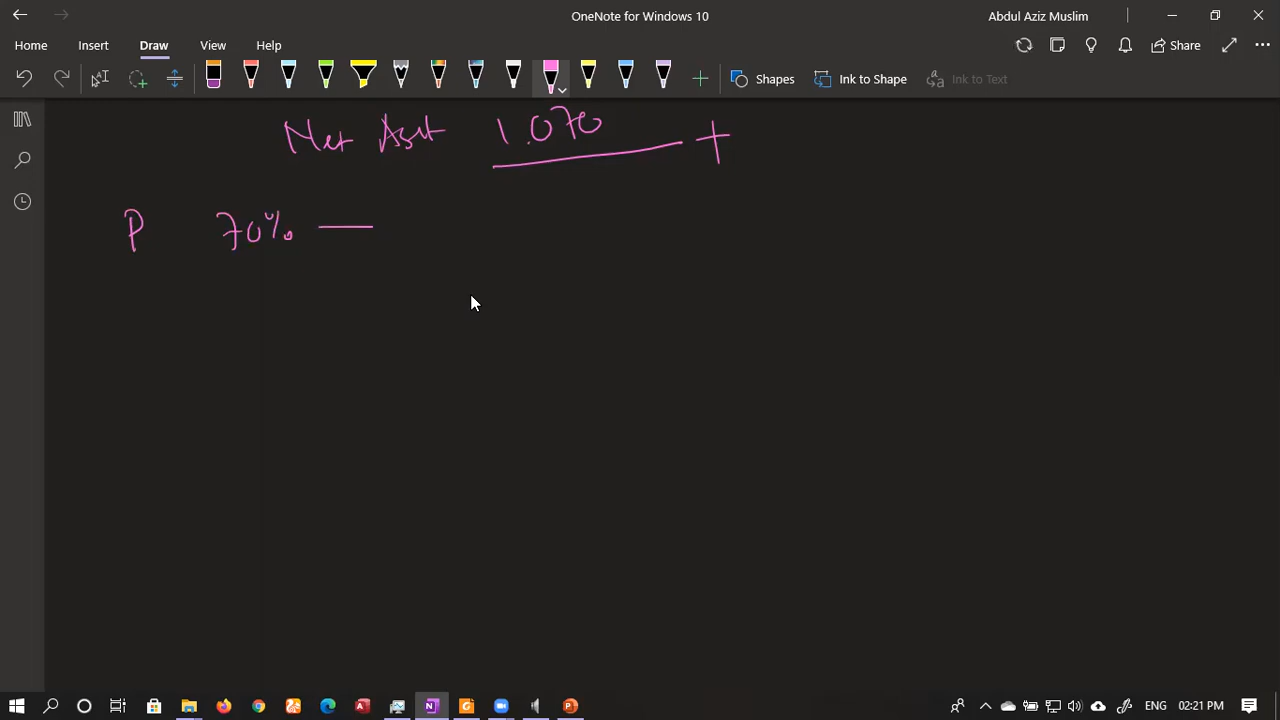 OneNote for Windows 10
Abdul Aziz Muslim
Home Insert Draw View Help
Share
Shapes Ink to Shape Ink to Text
Net Asset 1.070 +
P 70% —
ENG 02:21 PM